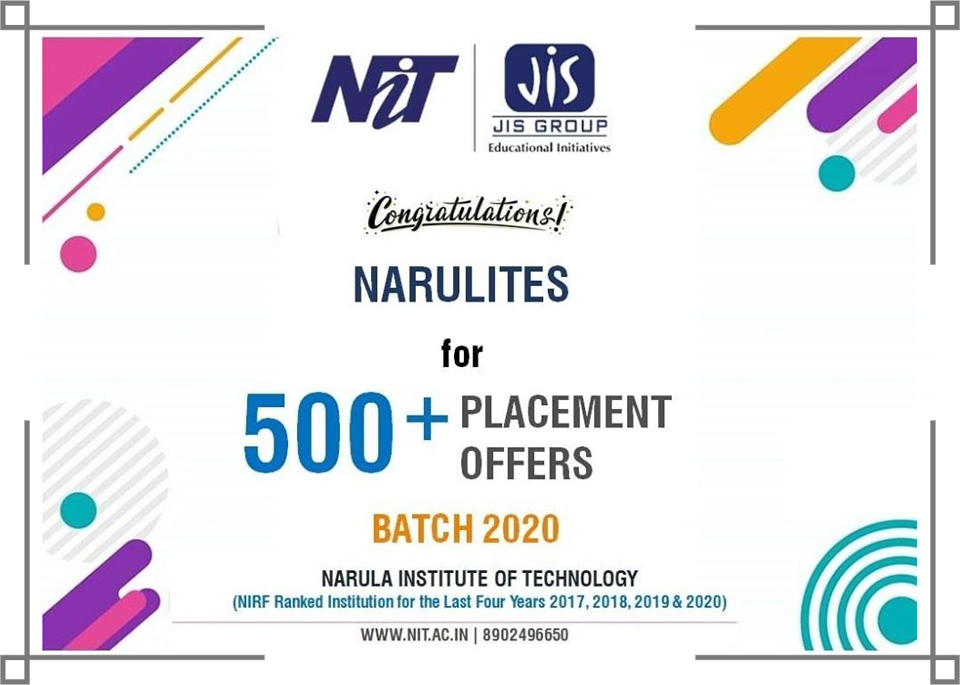 NiT
JiS
JIS GROUP
Educational Initiatives
Congratulations!
NARULITES
for
500+ PLACEMENT
OFFERS
BATCH 2020
NARULA INSTITUTE OF TECHNOLOGY
(NIRF Ranked Institution for the Last Four Years 2017, 2018, 2019 & 2020)
WWW.NIT.AC.IN | 8902496650